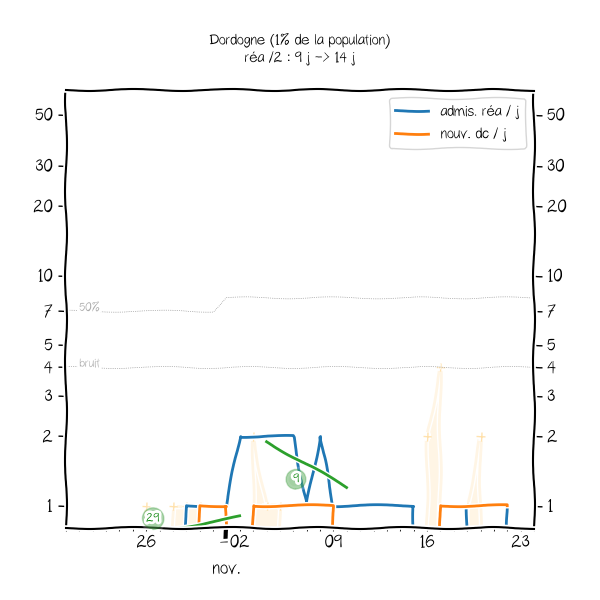 Dordogne (1% de la population)
réa /2 : 9 j -> 14 j
admis. réa / j
nouv. dc / j
50 50
30 30
20 20
10 10
50%
7 7
5 5
bruit
4 4
3 3
2 2
9
1 1
29
26 02 09 16 23
nov.